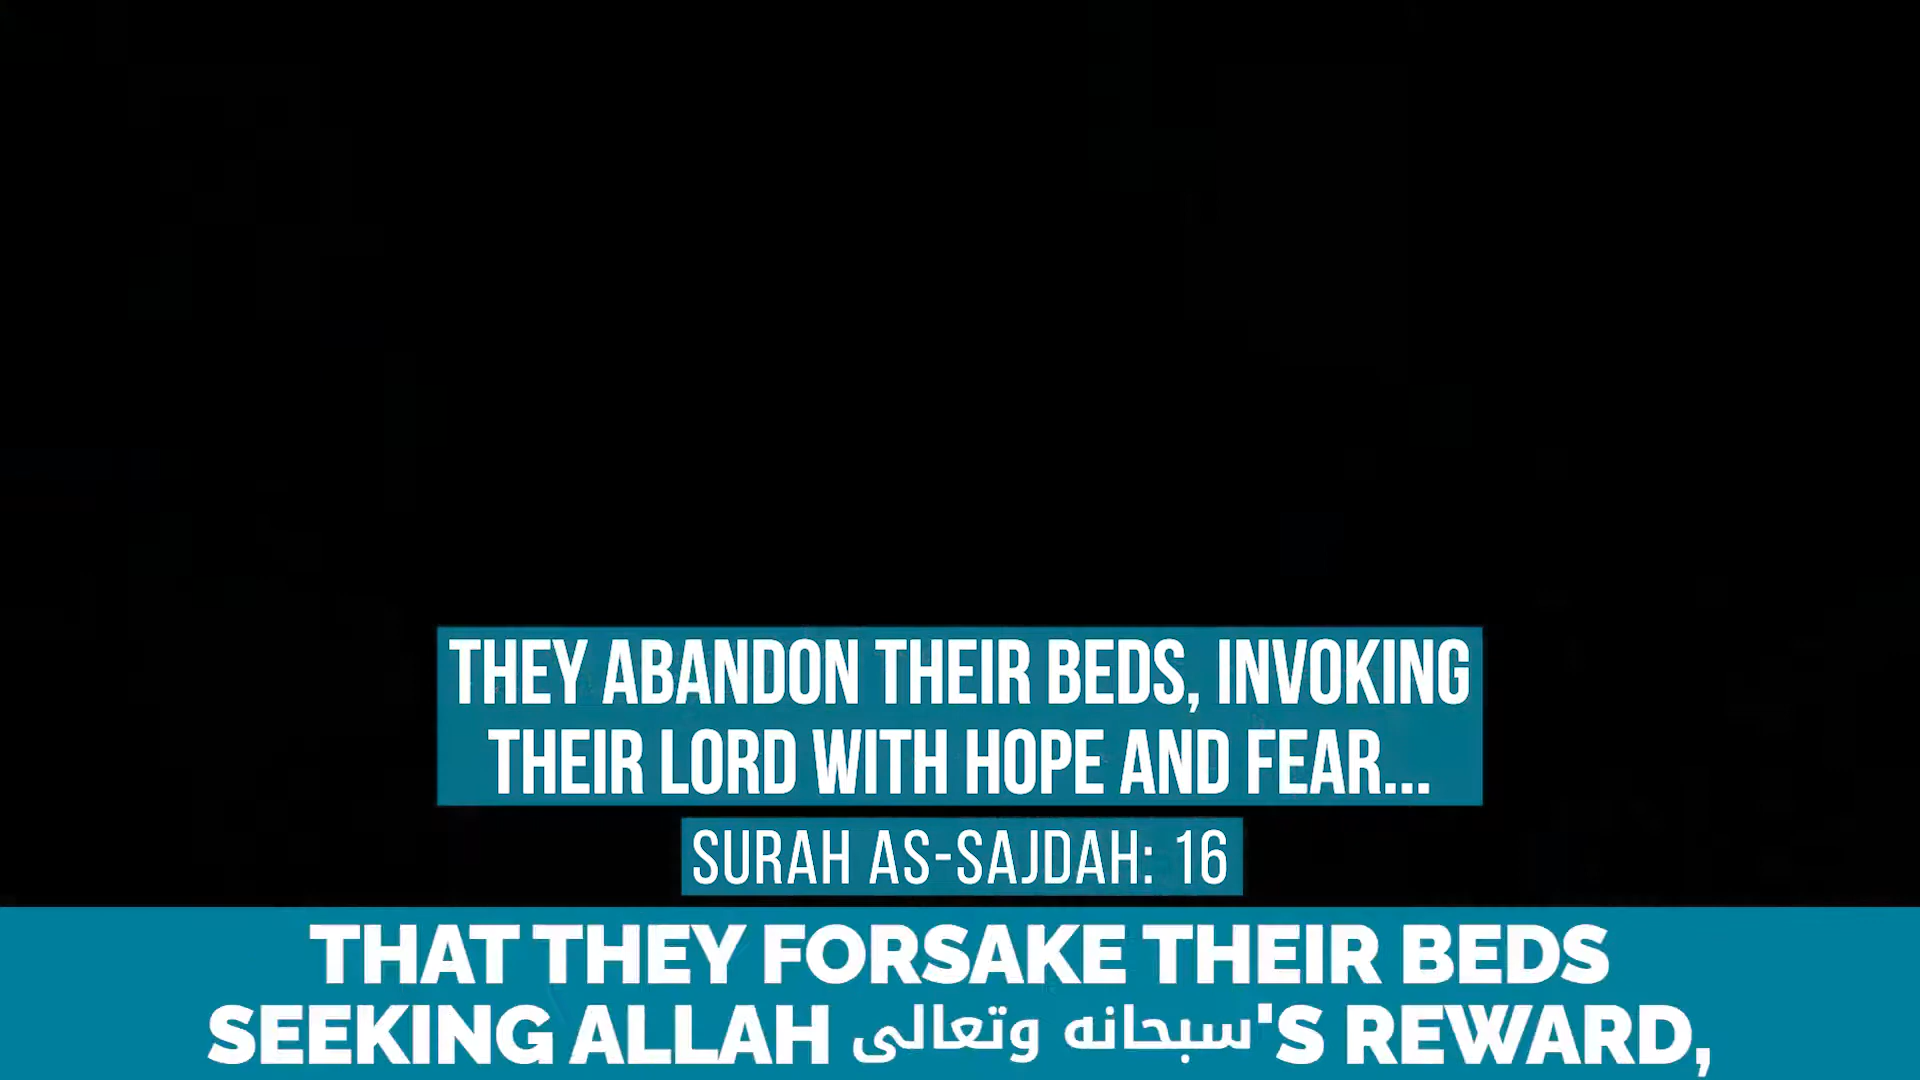 THEY ABANDON THEIR BEDS, INVOKING
THEIR LORD WITH HOPE AND FEAR...
SURAH AS-SAJDAH: 16
THAT THEY FORSAKE THEIR BEDS
SEEKING ALLAH سبحانه وتعالى'S REWARD,